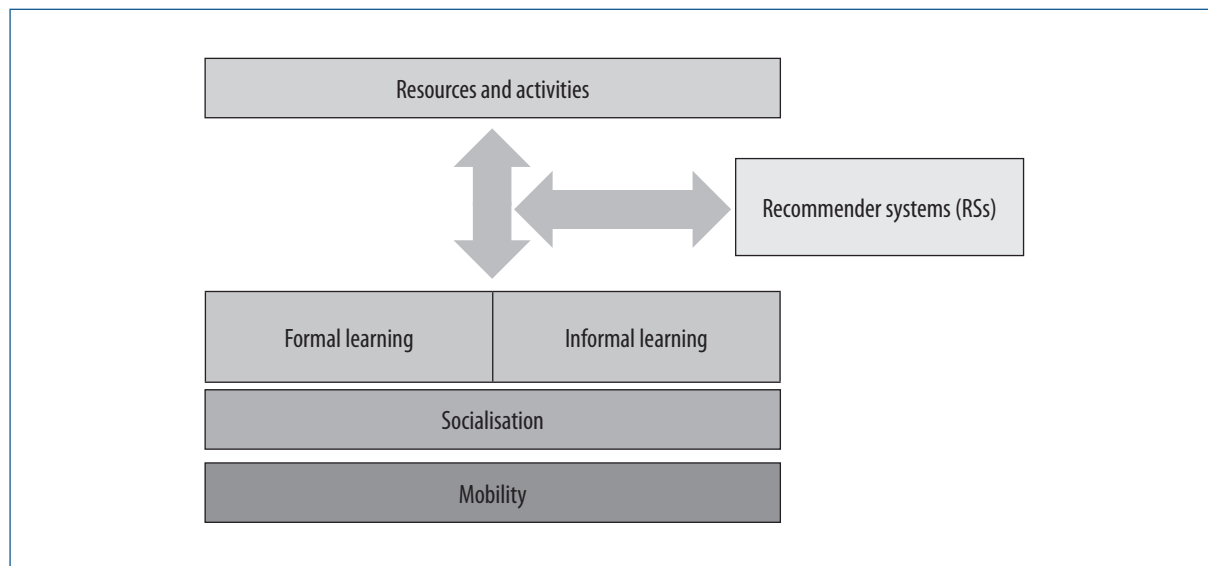 Resources and activities
Recommender systems (RSs)
Formal learning
Informal learning
Socialisation
Mobility